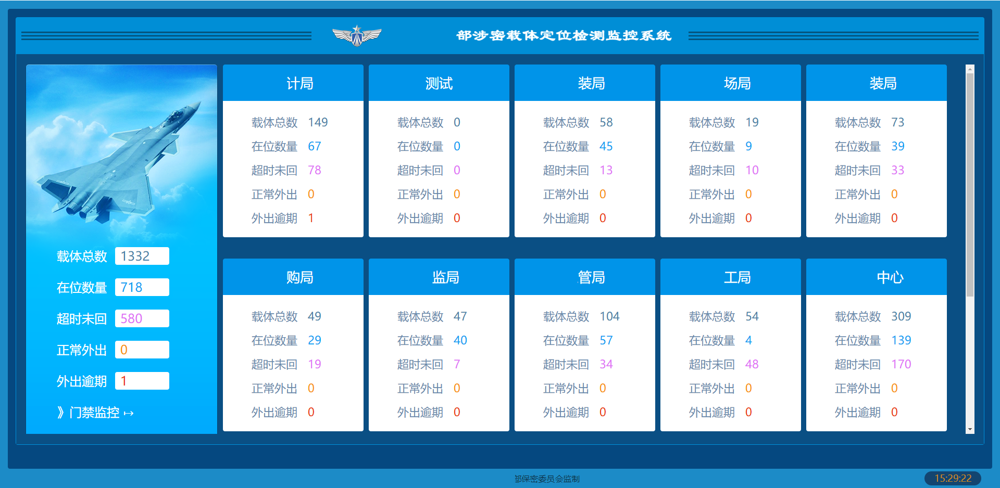 部涉密载体定位检测监控系统
载体总数 1332
在位数量 718
超时未回 580
正常外出 0
外出逾期 1
》门禁监控 ↦
计局
载体总数 149
在位数量 67
超时未回 78
正常外出 0
外出逾期 1
测试
载体总数 0
在位数量 0
超时未回 0
正常外出 0
外出逾期 0
装局
载体总数 58
在位数量 45
超时未回 13
正常外出 0
外出逾期 0
场局
载体总数 19
在位数量 9
超时未回 10
正常外出 0
外出逾期 0
装局
载体总数 73
在位数量 39
超时未回 33
正常外出 0
外出逾期 0
购局
载体总数 49
在位数量 29
超时未回 19
正常外出 0
外出逾期 0
监局
载体总数 47
在位数量 40
超时未回 7
正常外出 0
外出逾期 0
管局
载体总数 104
在位数量 57
超时未回 34
正常外出 0
外出逾期 0
工局
载体总数 54
在位数量 4
超时未回 48
正常外出 0
外出逾期 0
中心
载体总数 309
在位数量 139
超时未回 170
正常外出 0
外出逾期 0
部保密委员会监制
15:29:22